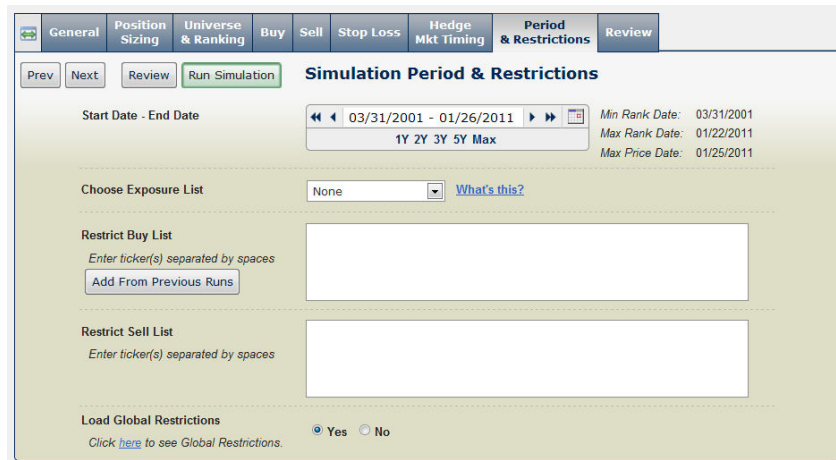 General Position Sizing Universe & Ranking Buy Sell Stop Loss Hedge Mkt Timing Period & Restrictions Review
Prev Next Review Run Simulation Simulation Period & Restrictions
Start Date - End Date 03/31/2001 - 01/26/2011 Min Rank Date: 03/31/2001
1Y 2Y 3Y 5Y Max Max Rank Date: 01/22/2011
Max Price Date: 01/25/2011
Choose Exposure List None What's this?
Restrict Buy List
Enter ticker(s) separated by spaces
Add From Previous Runs
Restrict Sell List
Enter ticker(s) separated by spaces
Load Global Restrictions Yes No
Click here to see Global Restrictions.